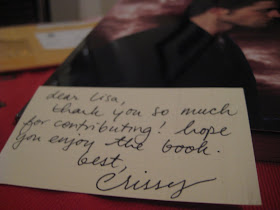 dear Lisa,
thank you so much
for contributing! hope
you enjoy the book.
best,
Crissy